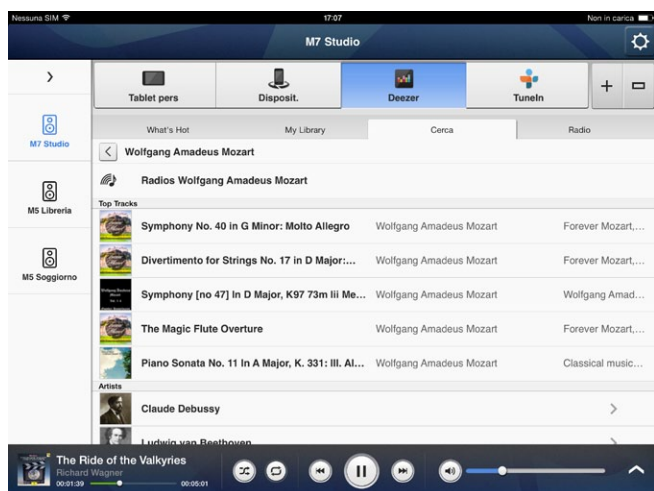 Nessuna SIM 17:07 Non in carica
M7 Studio
Tablet pers Disposit. Deezer TuneIn
M7 Studio
M5 Libreria
M5 Soggiorno
What's Hot My Library Cerca Radio
Wolfgang Amadeus Mozart
Radios Wolfgang Amadeus Mozart
Top Tracks
Symphony No. 40 in G Minor: Molto Allegro Wolfgang Amadeus Mozart Forever Mozart,...
Divertimento for Strings No. 17 in D Major:... Wolfgang Amadeus Mozart Forever Mozart,...
Symphony [no 47] In D Major, K97 73m Iii Me... Wolfgang Amadeus Mozart Wolfgang Amad...
The Magic Flute Overture Wolfgang Amadeus Mozart Forever Mozart,...
Piano Sonata No. 11 In A Major, K. 331: III. Al... Wolfgang Amadeus Mozart Classical music...
Artists
Claude Debussy
Ludwig van Beethoven
The Ride of the Valkyries
Richard Wagner
00:01:39 00:05:01